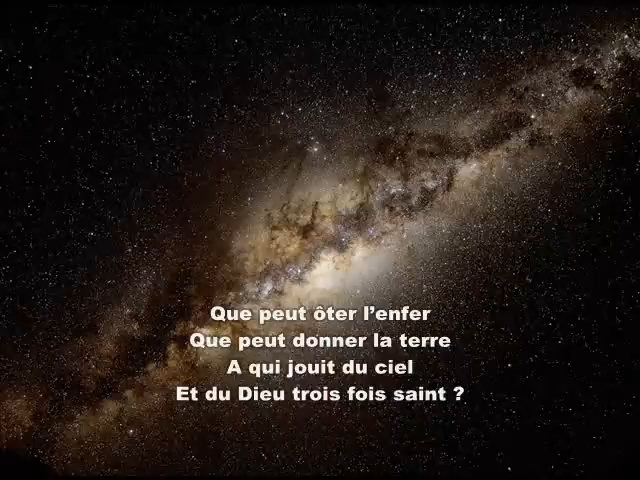 Que peut ôter l’enfer
Que peut donner la terre
A qui jouit du ciel
Et du Dieu trois fois saint ?